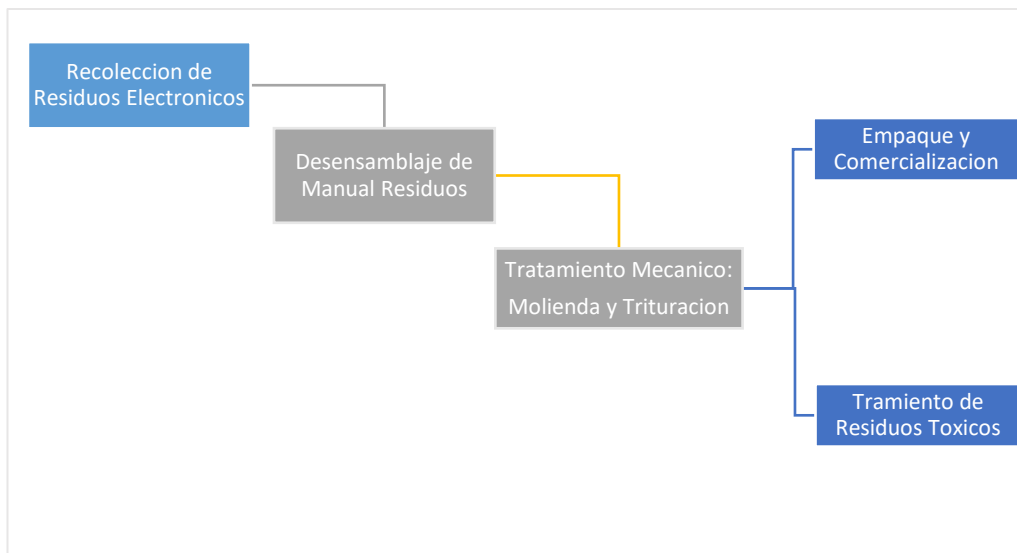 Recoleccion de
Residuos Electronicos
Desensamblaje de
Manual Residuos
Tratamiento Mecanico:
Molienda y Trituracion
Empaque y
Comercializacion
Tramiento de
Residuos Toxicos